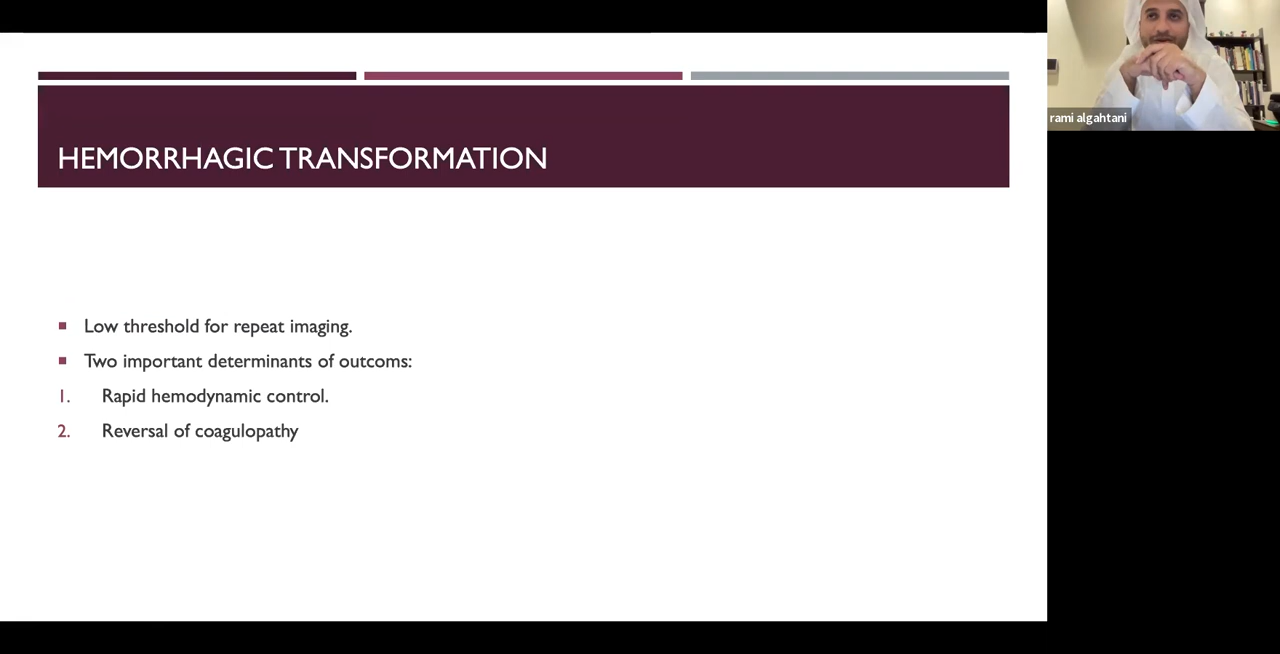 HEMORRHAGIC TRANSFORMATION
Low threshold for repeat imaging.
Two important determinants of outcoms:
1. Rapid hemodynamic control.
2. Reversal of coagulopathy
rami algahtani